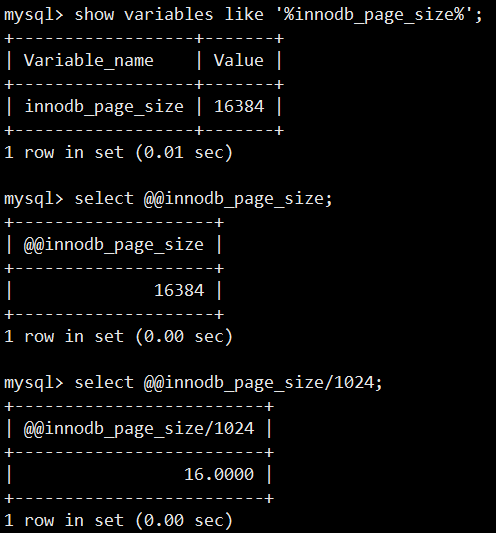 mysql> show variables like '%innodb_page_size%';
+------------------+-------+
| Variable_name    | Value |
+------------------+-------+
| innodb_page_size | 16384 |
+------------------+-------+
1 row in set (0.01 sec)

mysql> select @@innodb_page_size;
+--------------------+
| @@innodb_page_size |
+--------------------+
|              16384 |
+--------------------+
1 row in set (0.00 sec)

mysql> select @@innodb_page_size/1024;
+-------------------------+
| @@innodb_page_size/1024 |
+-------------------------+
|                 16.0000 |
+-------------------------+
1 row in set (0.00 sec)